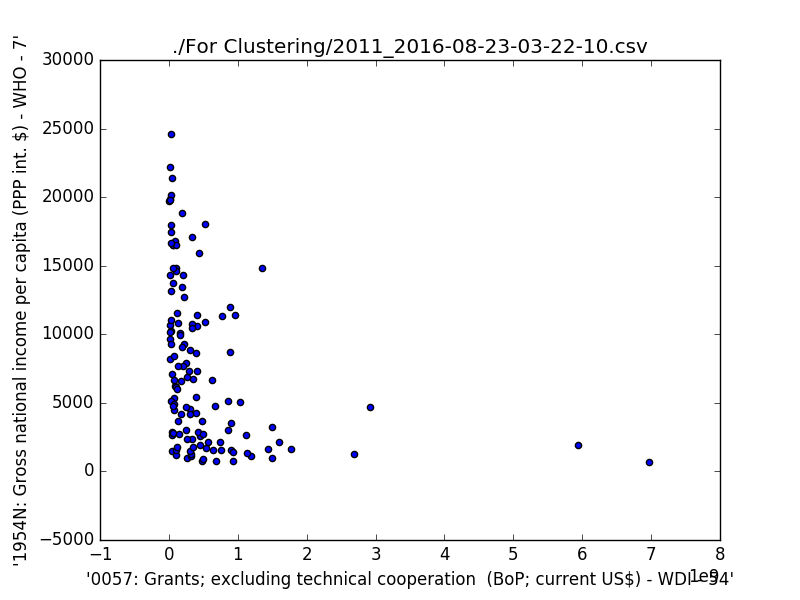 ./For Clustering/2011_2016-08-23-03-22-10.csv
'1954N: Gross national income per capita (PPP int. $) - WHO - 7'
30000
25000
20000
15000
10000
5000
0
−5000
−1 0 1 2 3 4 5 6 7 8
1e9
'0057: Grants; excluding technical cooperation (BoP; current US$) - WDI - 94'